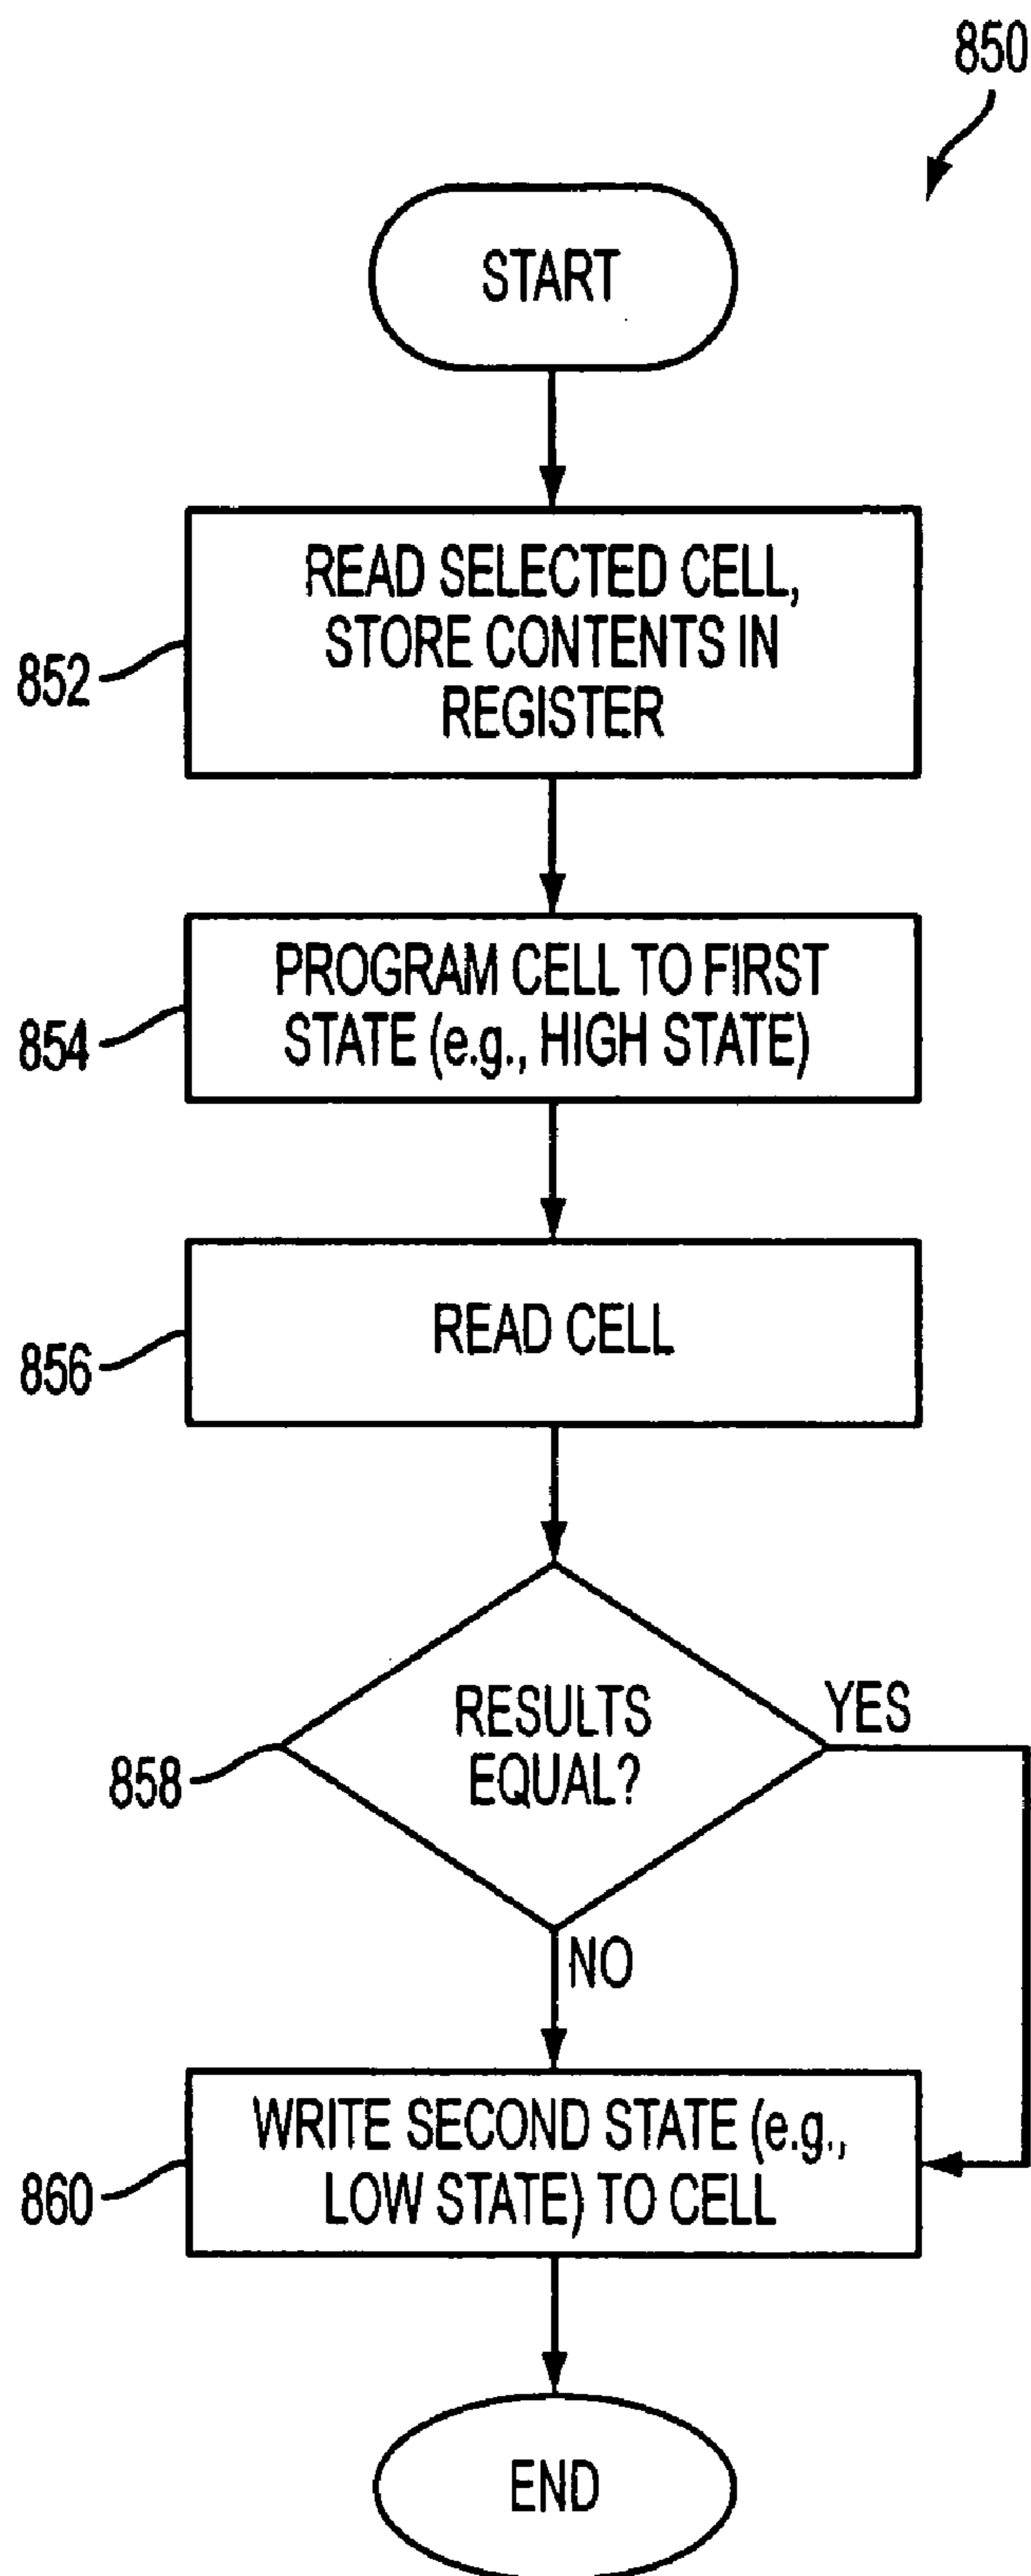 850
START
READ SELECTED CELL,
STORE CONTENTS IN
REGISTER
852
PROGRAM CELL TO FIRST
STATE (e.g., HIGH STATE)
854
READ CELL
856
RESULTS
EQUAL?
YES
858
NO
WRITE SECOND STATE (e.g.,
LOW STATE) TO CELL
860
END